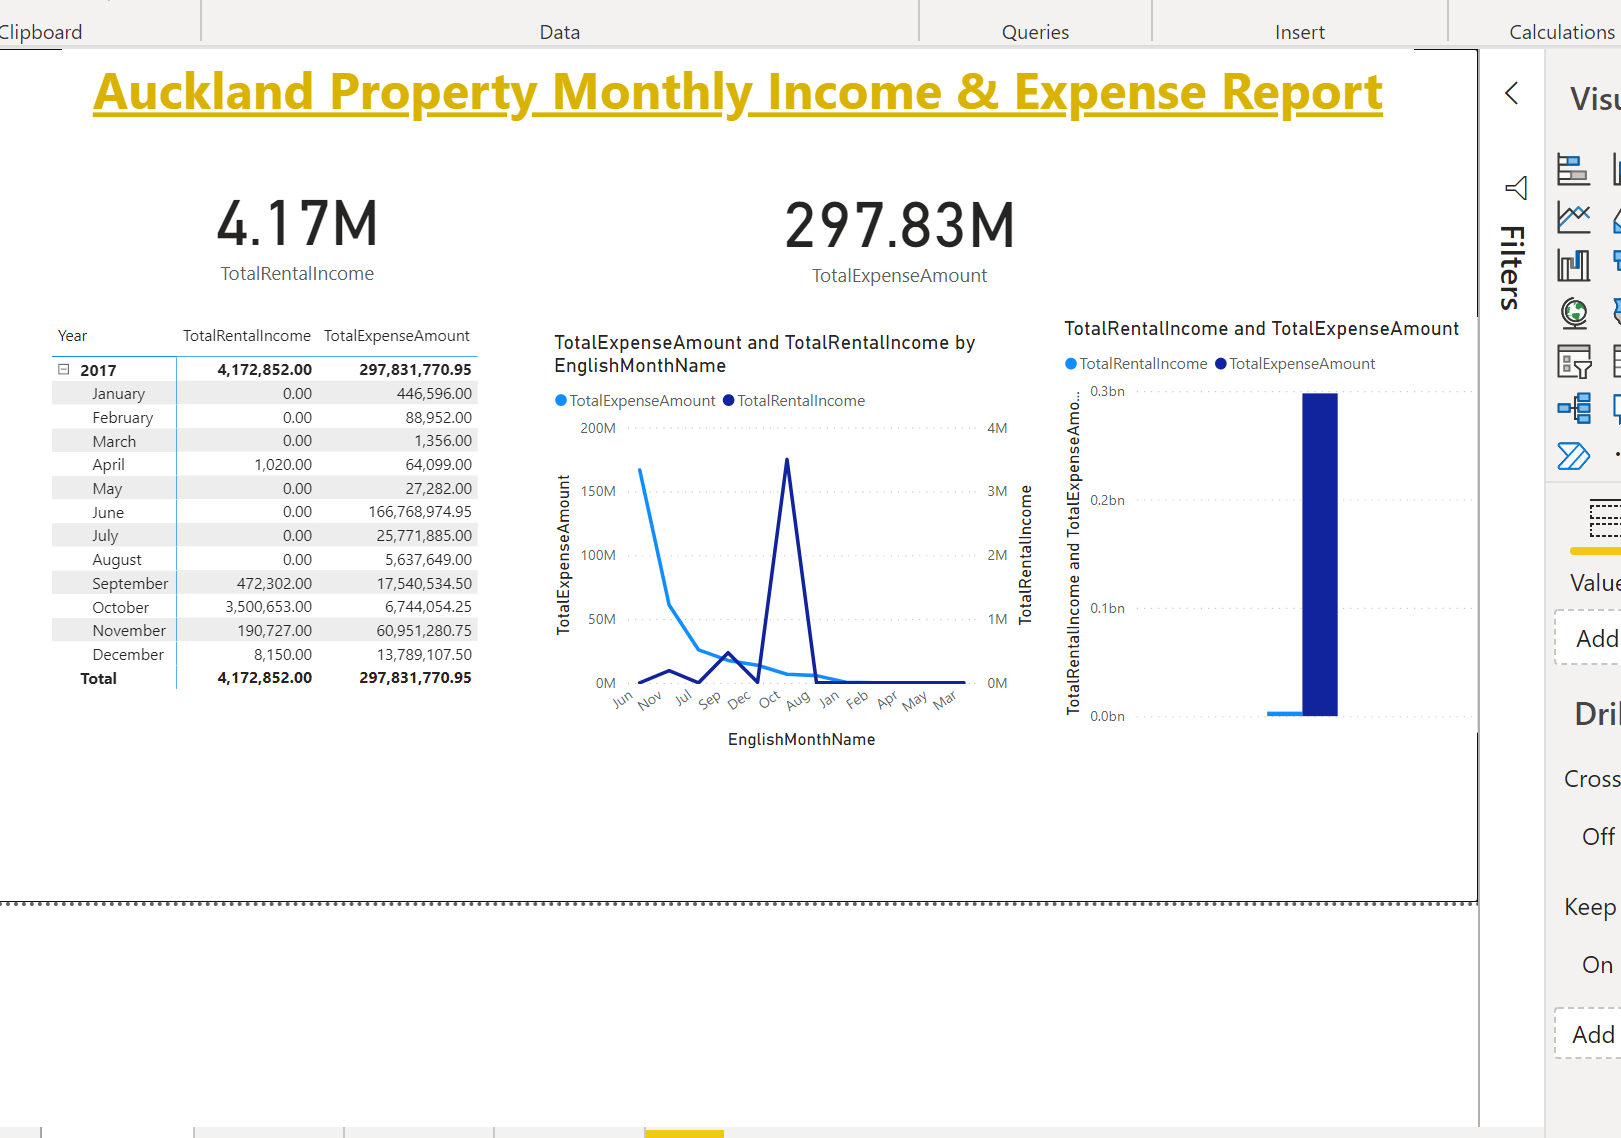 Clipboard
Data
Queries
Insert
Calculations
Auckland Property Monthly Income & Expense Report
4.17M
TotalRentalIncome
297.83M
TotalExpenseAmount
Year TotalRentalIncome TotalExpenseAmount
2017 4,172,852.00 297,831,770.95
January 0.00 446,596.00
February 0.00 88,952.00
March 0.00 1,356.00
April 1,020.00 64,099.00
May 0.00 27,282.00
June 0.00 166,768,974.95
July 0.00 25,771,885.00
August 0.00 5,637,649.00
September 472,302.00 17,540,534.50
October 3,500,653.00 6,744,054.25
November 190,727.00 60,951,280.75
December 8,150.00 13,789,107.50
Total 4,172,852.00 297,831,770.95
TotalExpenseAmount and TotalRentalIncome by
EnglishMonthName
TotalExpenseAmount TotalRentalIncome
200M 4M
150M 3M
100M 2M
50M 1M
0M 0M
TotalExpenseAmount
TotalRentalIncome
Jun Nov Jul Sep Dec Oct Aug Jan Feb Apr May Mar
EnglishMonthName
TotalRentalIncome and TotalExpenseAmount
TotalRentalIncome TotalExpenseAmount
0.3bn
0.2bn
0.1bn
0.0bn
TotalRentalIncome and TotalExpenseAmo...
Filters
Visu
Value
Add
Dril
Cross
Off
Keep
On
Add